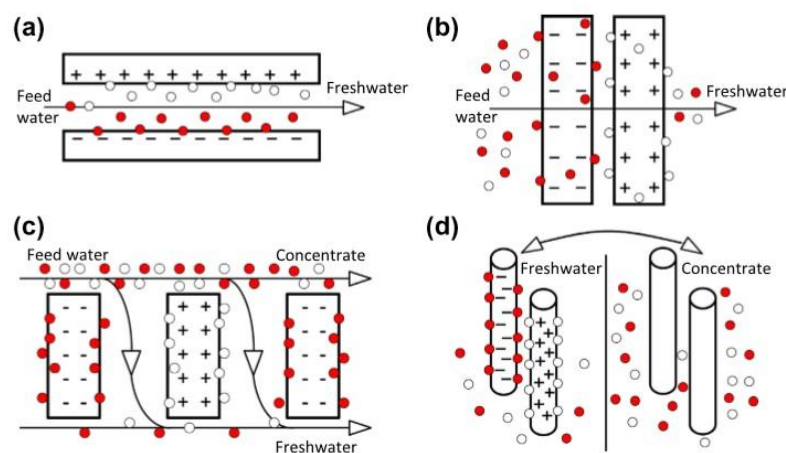 (a)
+ + + + + + + + + +
Feed
water
Freshwater
- - - - - - - - - -
(b)
Feed
water
Freshwater
(c)
Feed water
Concentrate
Freshwater
(d)
Freshwater
Concentrate